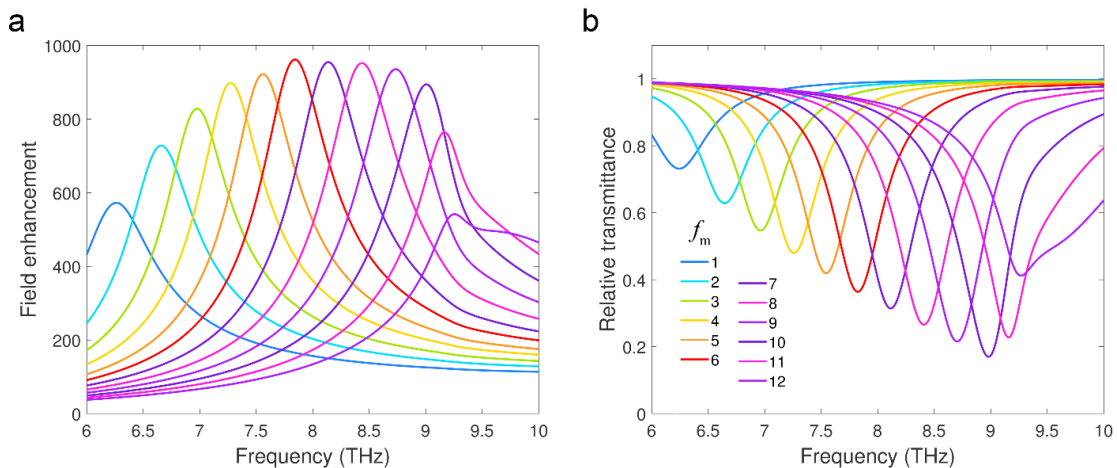 a
1000
800
600
400
200
0
Field enhancement
6 6.5 7 7.5 8 8.5 9 9.5 10
Frequency (THz)
b
1
0.8
0.6
0.4
0.2
0
Relative transmittance
fm
1
2
3
4
5
6
7
8
9
10
11
12
6 6.5 7 7.5 8 8.5 9 9.5 10
Frequency (THz)